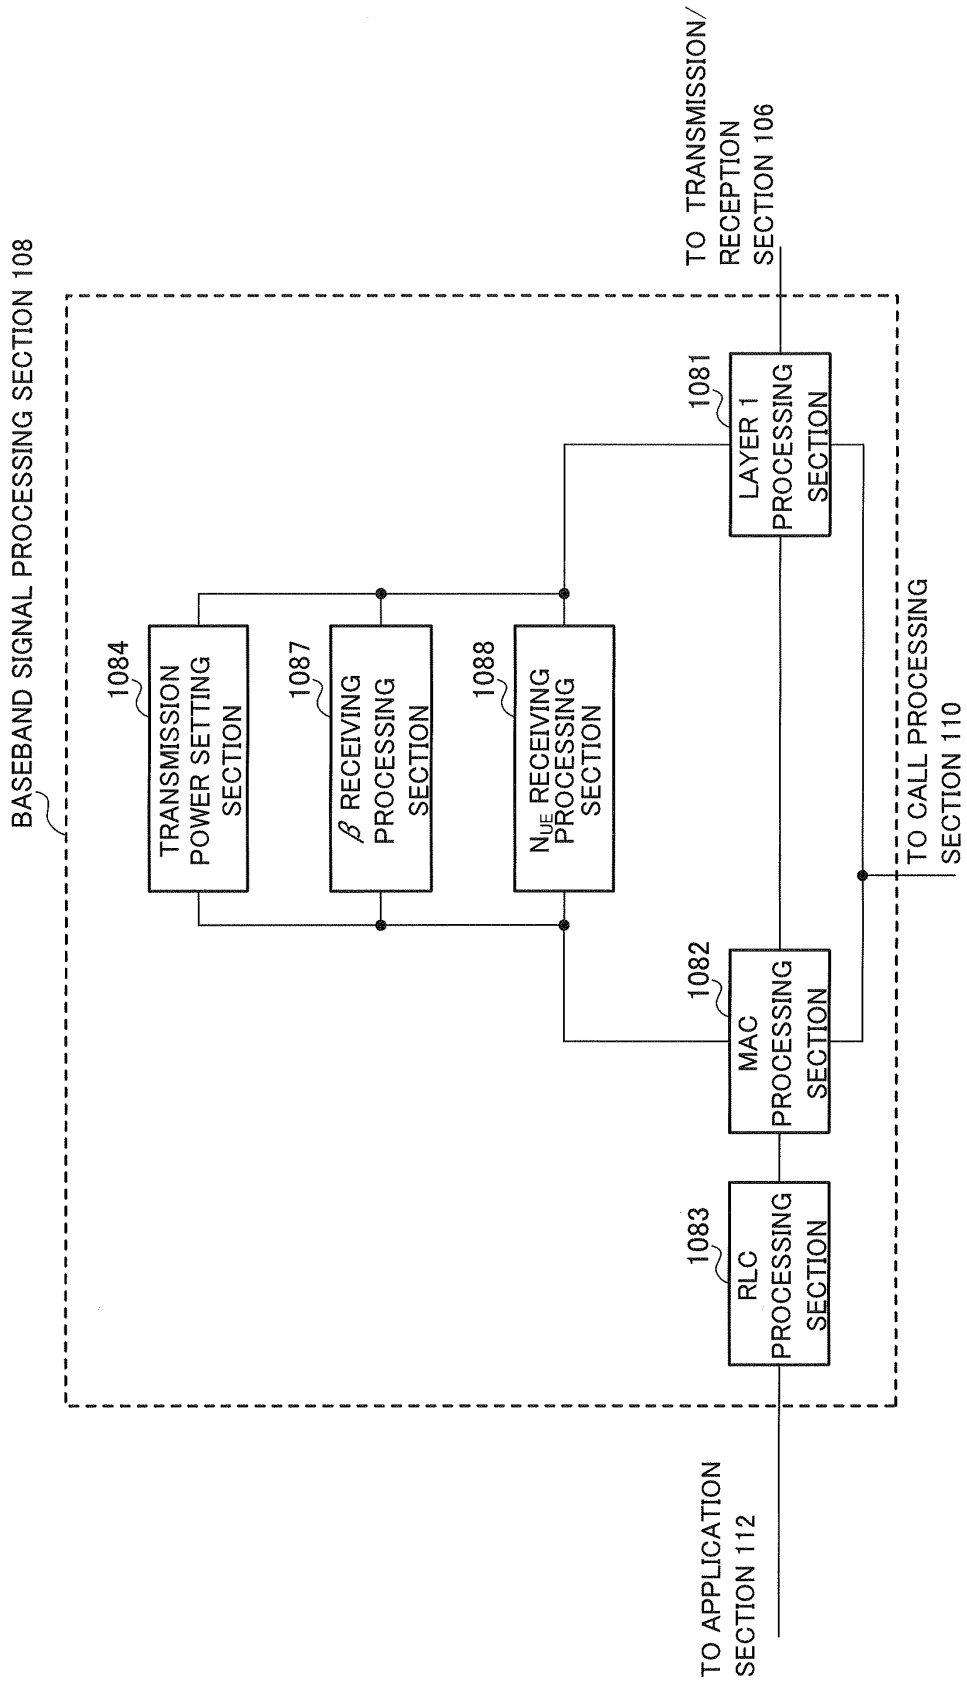 BASEBAND SIGNAL PROCESSING SECTION 108
1084
TRANSMISSION
POWER SETTING
SECTION
1087
β RECEIVING
PROCESSING
SECTION
1088
NUE RECEIVING
PROCESSING
SECTION
1083
RLC
PROCESSING
SECTION
1082
MAC
PROCESSING
SECTION
1081
LAYER 1
PROCESSING
SECTION
TO APPLICATION
SECTION 112
TO CALL PROCESSING
SECTION 110
TO TRANSMISSION/
RECEPTION
SECTION 106